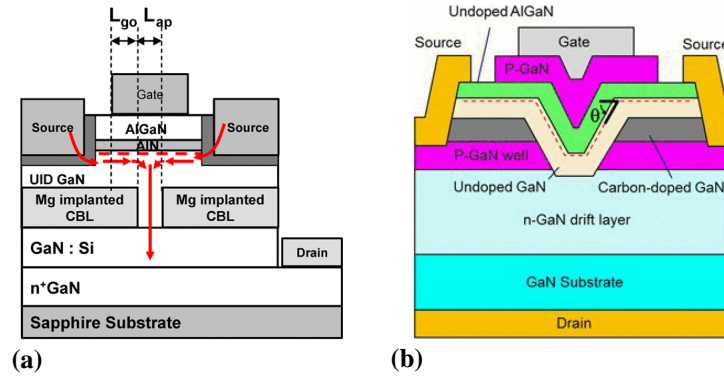 Lgo Lap
Gate
Source
AlGaN
AlN
Source
UID GaN
Mg implanted
CBL
Mg implanted
CBL
GaN : Si
Drain
n+GaN
Sapphire Substrate
(a)
Undoped AlGaN
Source
Gate
Source
P-GaN
θ
P-GaN well
Undoped GaN
Carbon-doped GaN
n-GaN drift layer
GaN Substrate
Drain
(b)